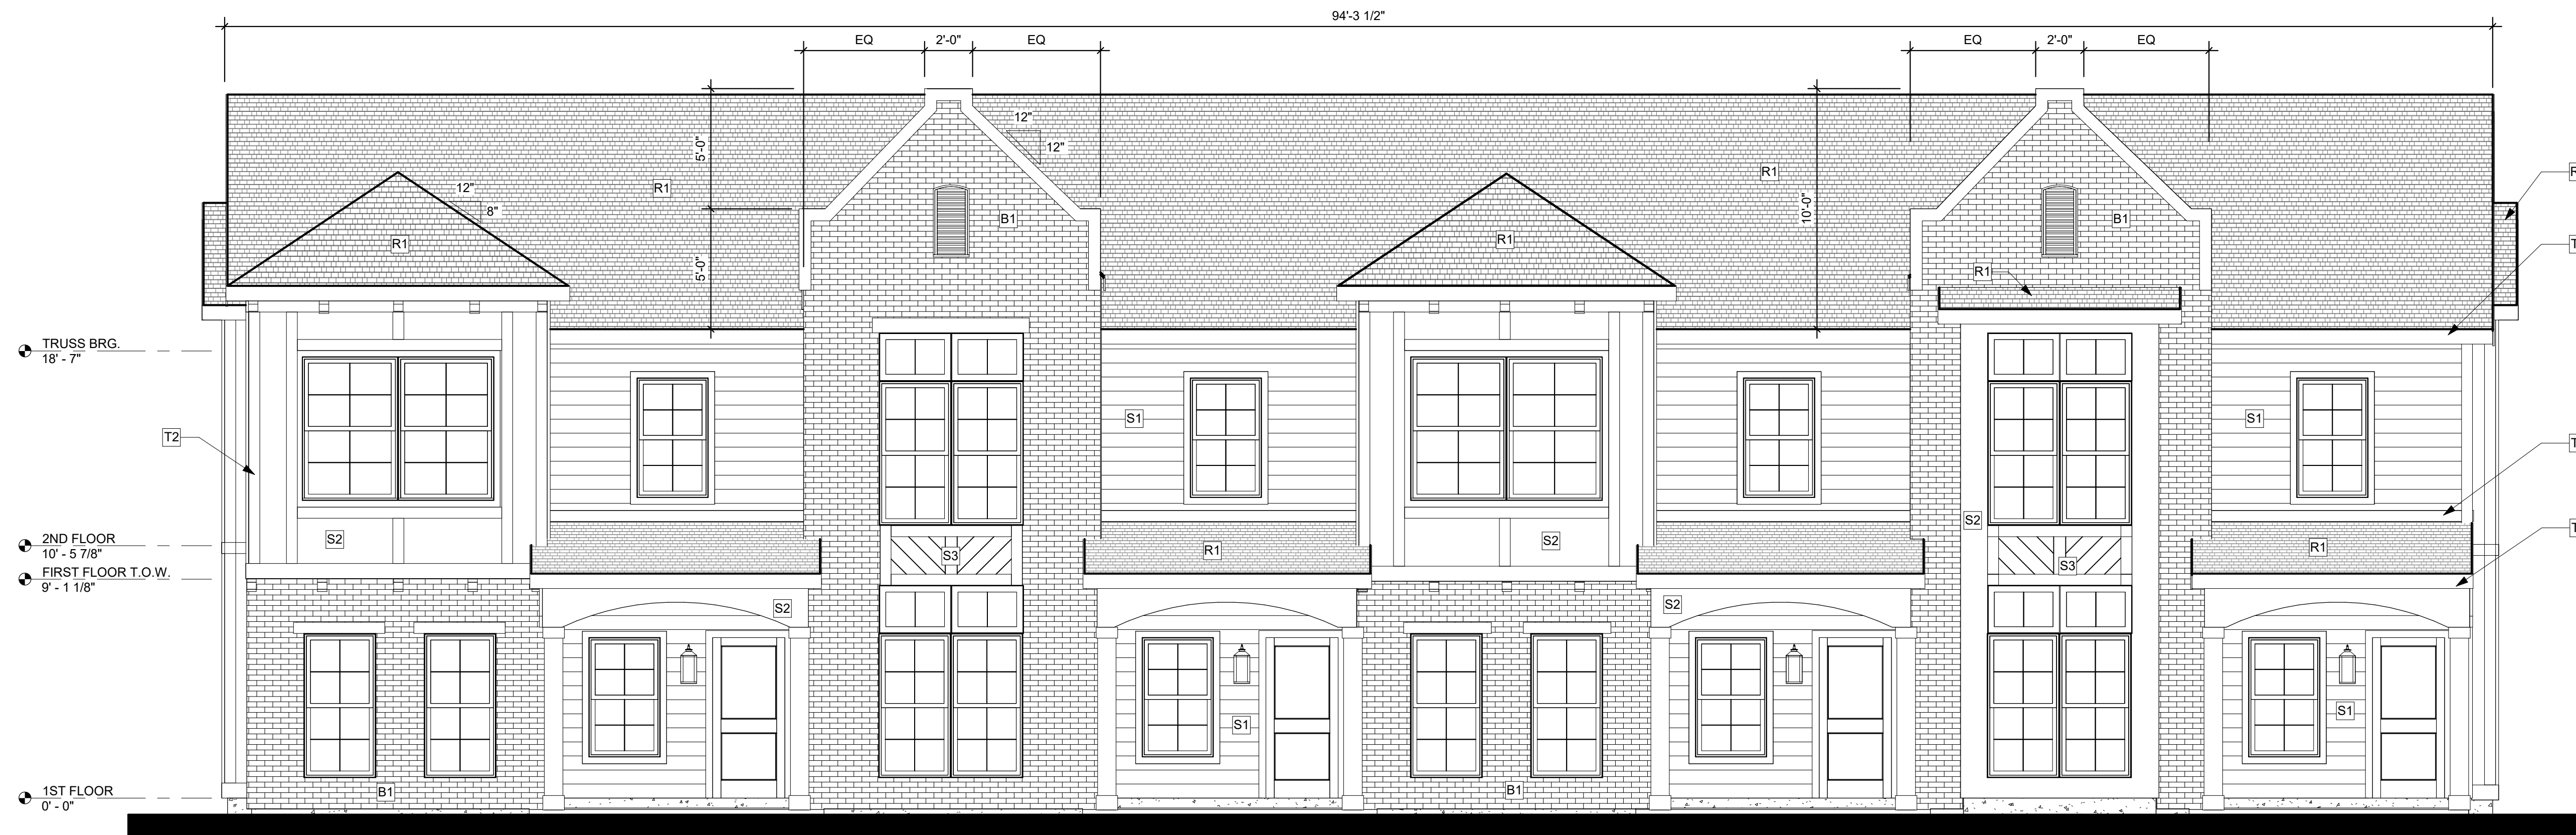 94'-3 1/2"
EQ 2'-0" EQ
EQ 2'-0" EQ
12"
12"
5'-0"
R1
R1
12"
8"
10'-0"
B1
B1
R1
R1
5'-0"
R1
TRUSS BRG.
18' - 7"
S1
S1
T2
S2
S2
S2
2ND FLOOR
10' - 5 7/8"
S3
R1
R1
S3
FIRST FLOOR T.O.W.
9' - 1 1/8"
S2
S2
S1
S1
1ST FLOOR
0' - 0"
B1
B1